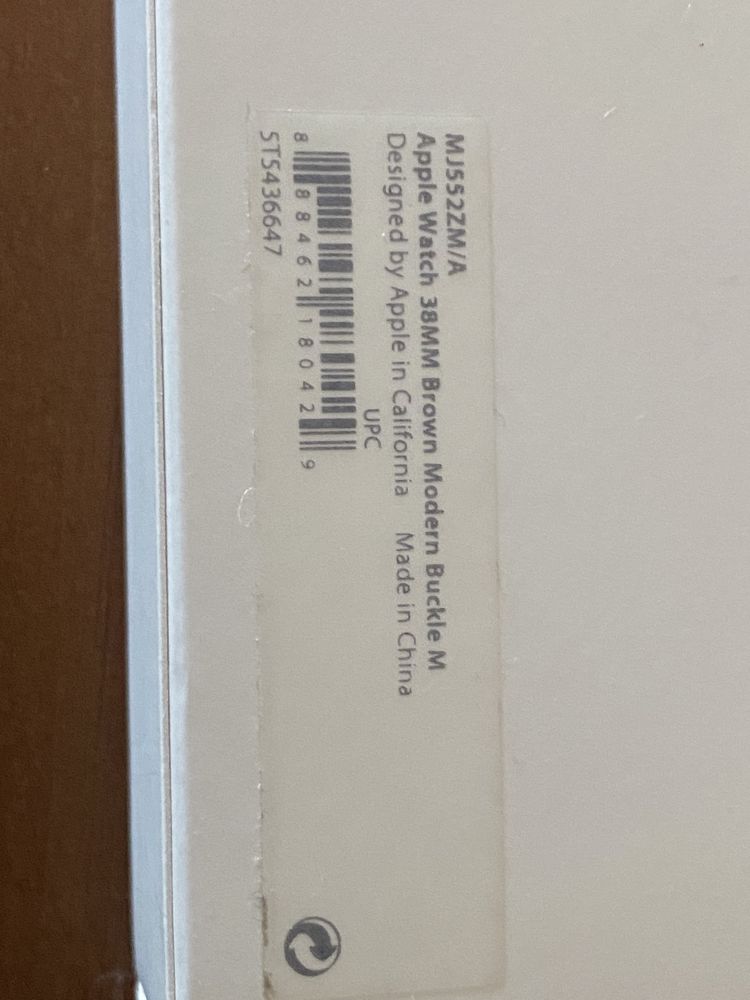 MJ552ZM/A
Apple Watch 38MM Brown Modern Buckle M
Designed by Apple in California Made in China
UPC
8 88462 18042 9
ST5436647